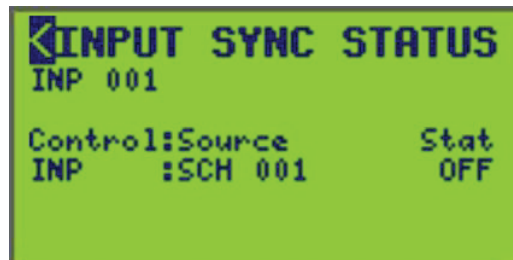 <INPUT SYNC STATUS
INP 001
Control:Source Stat
INP :SCH 001 OFF